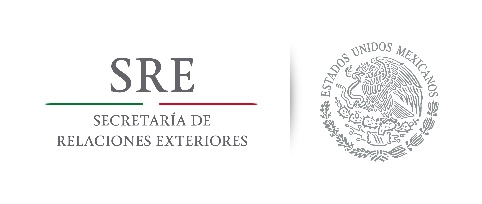 SRE
SECRETARÍA DE
RELACIONES EXTERIORES
ESTADOS UNIDOS MEXICANOS